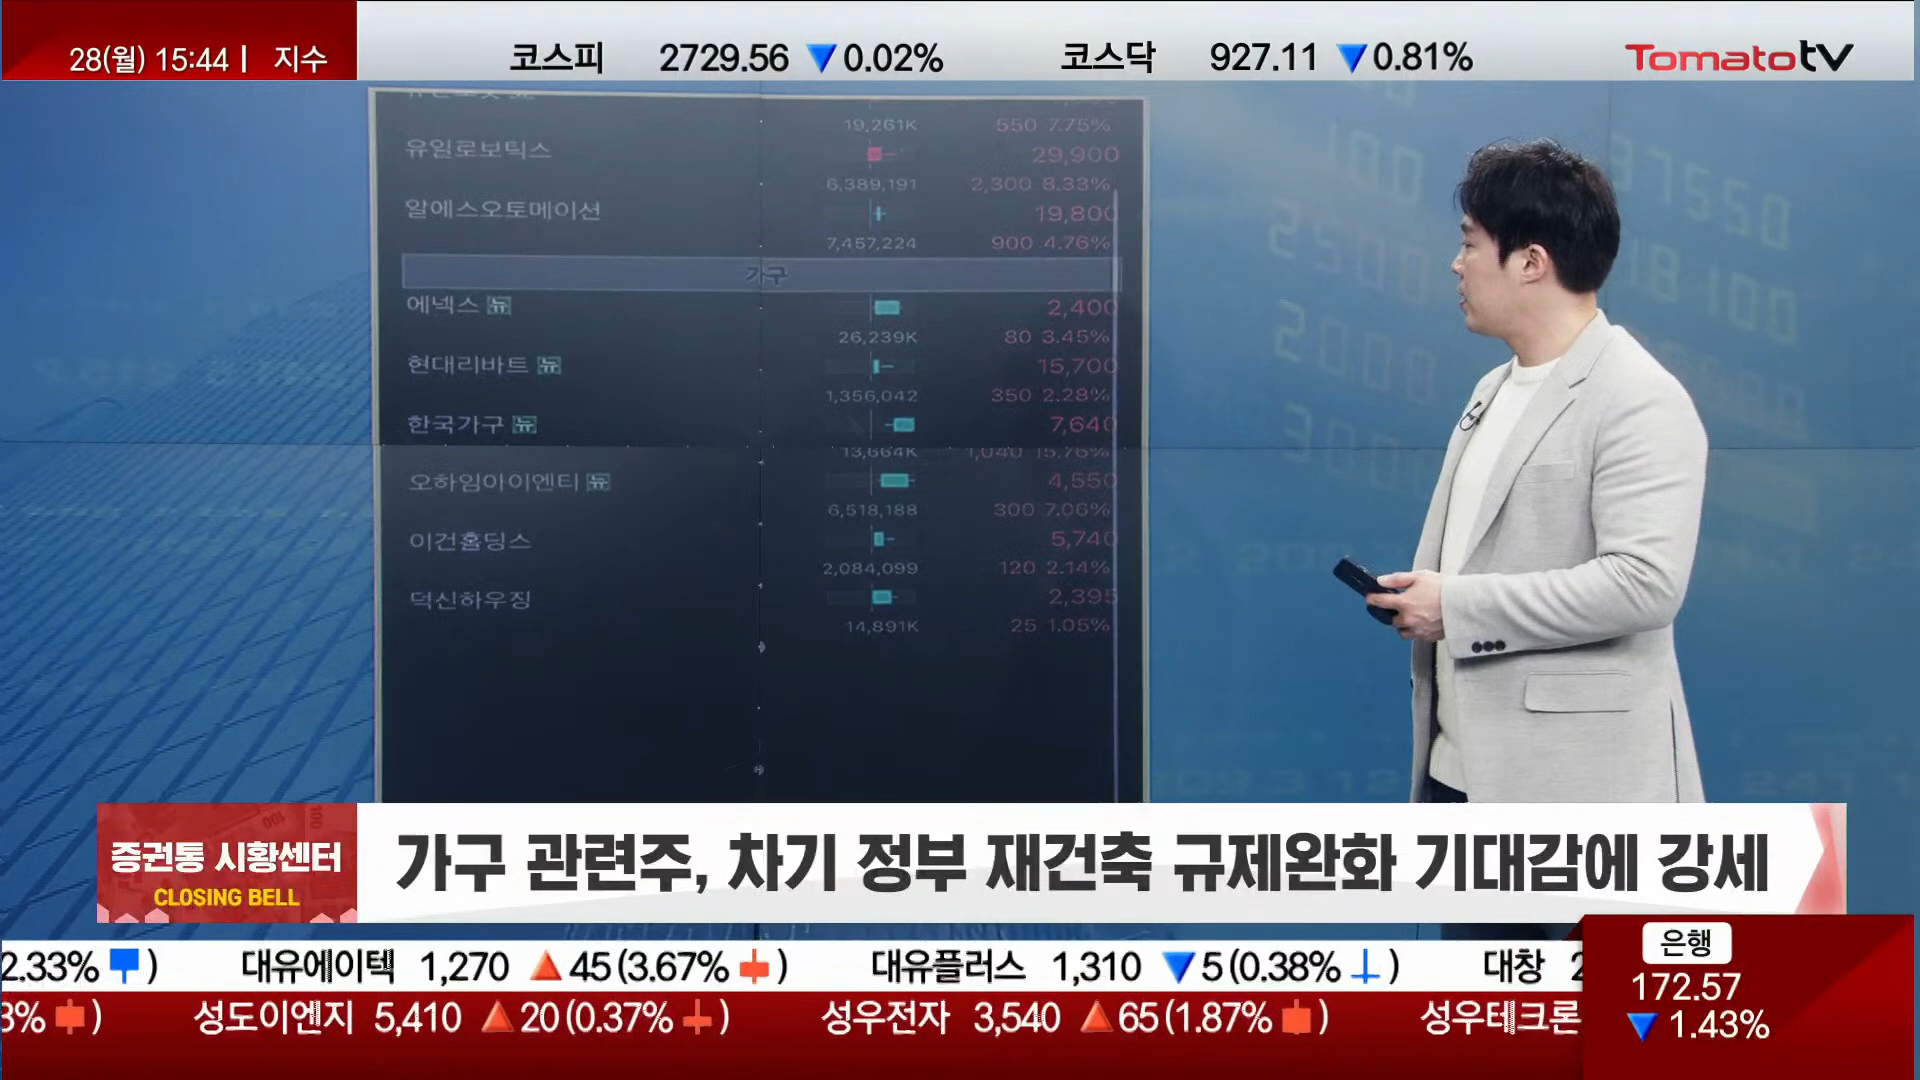 28(월) 15:44 | 지수
코스피 2729.56 ▼0.02%
코스닥 927.11 ▼0.81%
Tomatotv
19,261K 550 7.75%
유일로보틱스 29,900
6,389,191 2,300 8.33%
알에스오토메이션 19,800
7,457,224 900 4.76%
가구
에넥스 뉴 2,400
26,239K 80 3.45%
현대리바트 뉴 15,700
1,356,042 350 2.28%
한국가구 뉴 7,640
13,664K 1,040 15.76%
오하임아이엔티 뉴 4,550
6,518,188 300 7.06%
이건홀딩스 5,740
2,084,099 120 2.14%
덕신하우징 2,395
14,891K 25 1.05%
증권통 시황센터
CLOSING BELL
가구 관련주, 차기 정부 재건축 규제완화 기대감에 강세
2.33% ) 대유에이텍 1,270 ▲45(3.67% ) 대유플러스 1,310 ▼5(0.38% ) 대창
3% ) 성도이엔지 5,410 ▲20(0.37% ) 성우전자 3,540 ▲65(1.87% ) 성우테크론
은행
172.57
▼ 1.43%